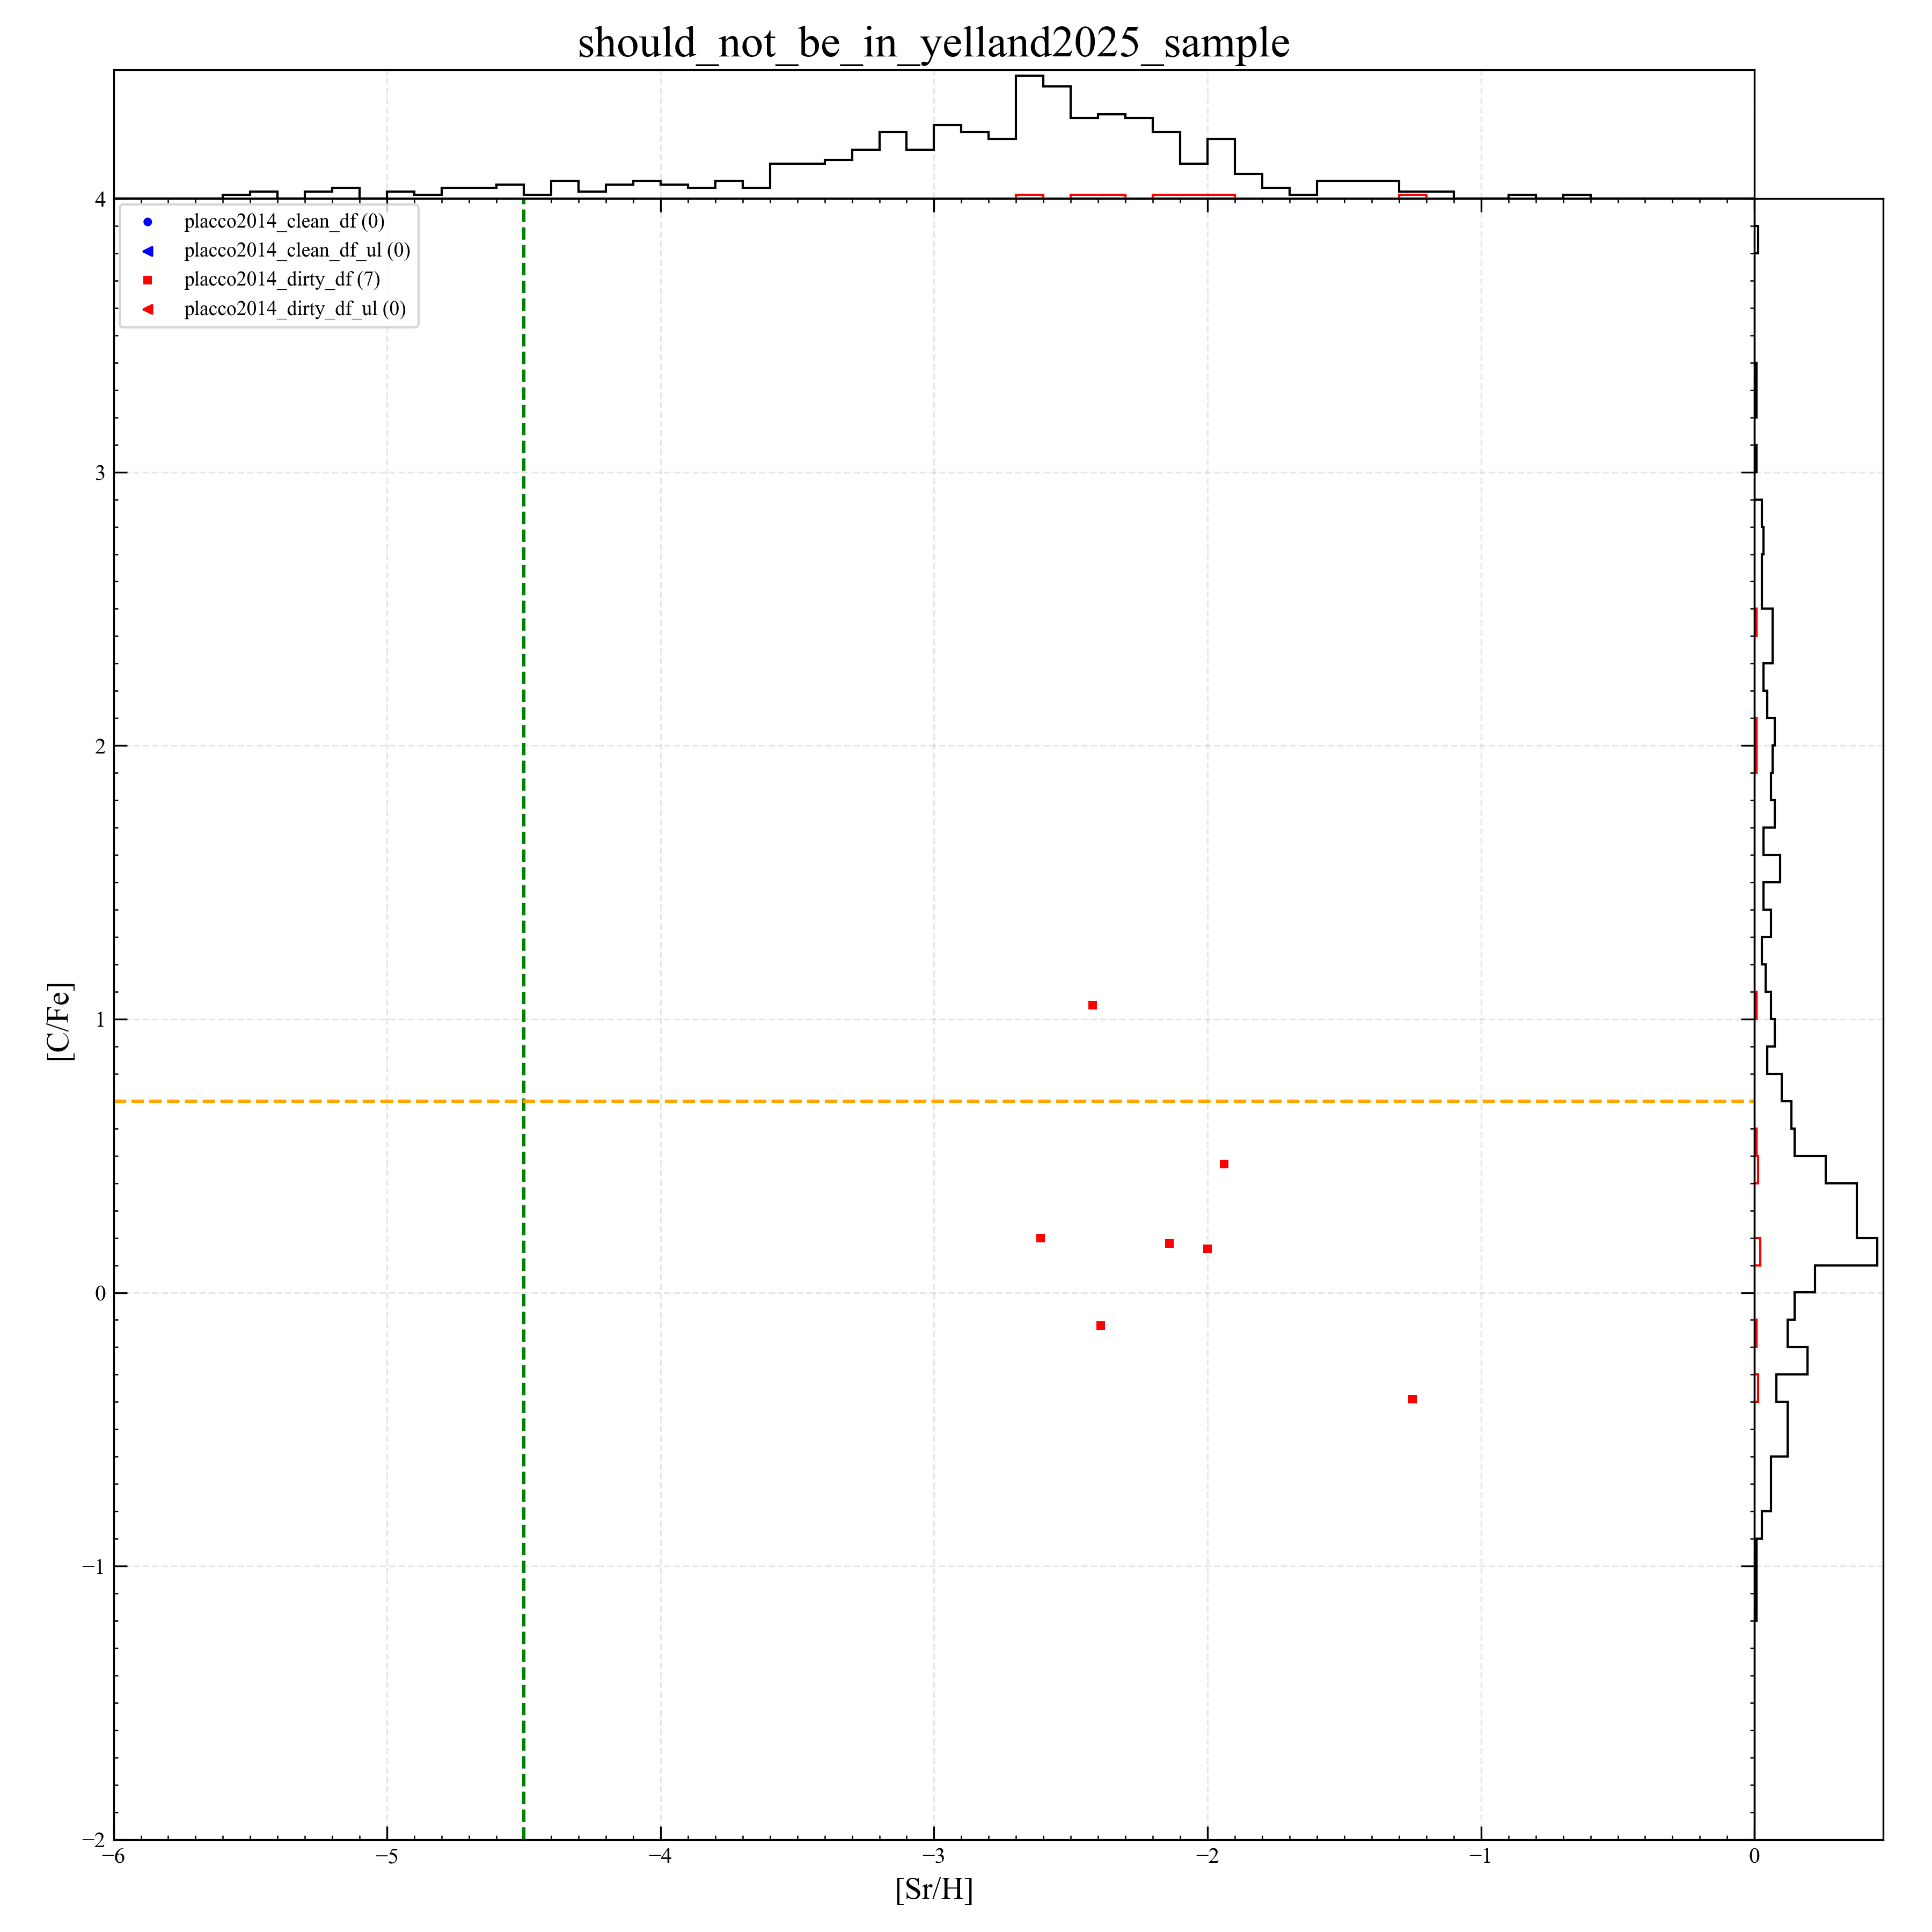 should_not_be_in_yelland2025_sample
placco2014_clean_df (0)
placco2014_clean_df_ul (0)
placco2014_dirty_df (7)
placco2014_dirty_df_ul (0)
4
3
2
1
0
−1
−2
[C/Fe]
−6 −5 −4 −3 −2 −1 0
[Sr/H]